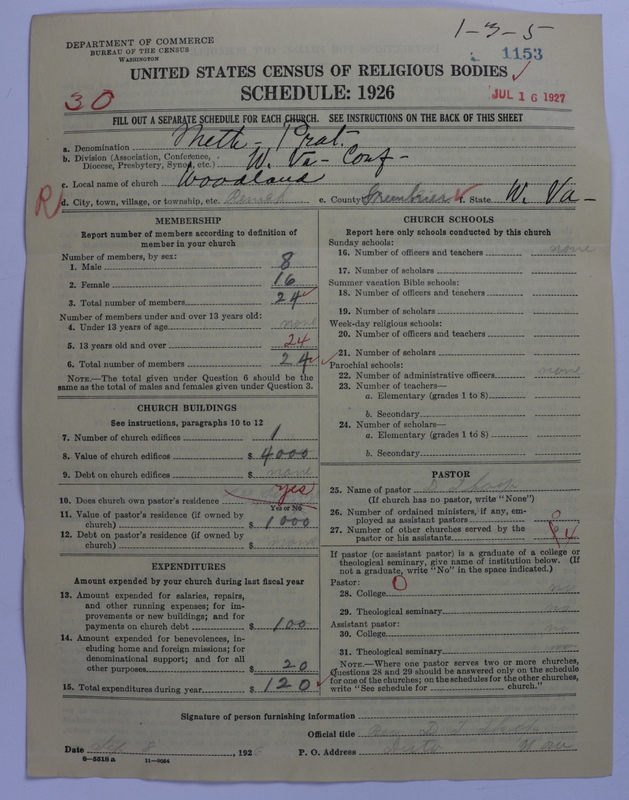 1-3-5
DEPARTMENT OF COMMERCE
BUREAU OF THE CENSUS
WASHINGTON
1153
UNITED STATES CENSUS OF RELIGIOUS BODIES
SCHEDULE: 1926
30
JUL 16 1927
FILL OUT A SEPARATE SCHEDULE FOR EACH CHURCH. SEE INSTRUCTIONS ON THE BACK OF THIS SHEET
a. Denomination Meth-Prot.
b. Division (Association, Conference, Diocese, Presbytery, Synod, etc.) W. Va-Conf-
c. Local name of church Woodland
R d. City, town, village, or township, etc. e. County f. State W. Va-
MEMBERSHIP
Report number of members according to definition of member in your church
Number of members, by sex:
1. Male 8
2. Female 16
3. Total number of members 24
Number of members under and over 13 years old:
4. Under 13 years of age none
5. 13 years old and over 24
6. Total number of members 24
NOTE.—The total given under Question 6 should be the same as the total of males and females given under Question 3.
CHURCH BUILDINGS
See instructions, paragraphs 10 to 12
7. Number of church edifices 1
8. Value of church edifices $ 4000
9. Debt on church edifices $ none
10. Does church own pastor's residence yes
Yes or No
11. Value of pastor's residence (if owned by church) $ 1000
12. Debt on pastor's residence (if owned by church) $
EXPENDITURES
Amount expended by your church during last fiscal year
13. Amount expended for salaries, repairs, and other running expenses; for improvements or new buildings; and for payments on church debt $ 100
14. Amount expended for benevolences, including home and foreign missions; for denominational support; and for all other purposes $ 20
15. Total expenditures during year $ 120
CHURCH SCHOOLS
Report here only schools conducted by this church
Sunday schools:
16. Number of officers and teachers none
17. Number of scholars
Summer vacation Bible schools:
18. Number of officers and teachers
19. Number of scholars
Week-day religious schools:
20. Number of officers and teachers
21. Number of scholars
Parochial schools:
22. Number of administrative officers none
23. Number of teachers—
a. Elementary (grades 1 to 8)
b. Secondary
24. Number of scholars—
a. Elementary (grades 1 to 8)
b. Secondary
PASTOR
25. Name of pastor
(If church has no pastor, write "None")
26. Number of ordained ministers, if any, employed as assistant pastors 0
27. Number of other churches served by the pastor or his assistants 4
If pastor (or assistant pastor) is a graduate of a college or theological seminary, give name of institution below. (If not a graduate, write "No" in the space indicated.)
Pastor: 0
28. College no
29. Theological seminary no
Assistant pastor:
30. College no
31. Theological seminary no
NOTE.—Where one pastor serves two or more churches, Questions 28 and 29 should be answered only on the schedule for one of the churches; on the schedules for the other churches, write "See schedule for church."
Signature of person furnishing information
Official title
Date 8, 1926
P. O. Address
8—5518a 11—9284